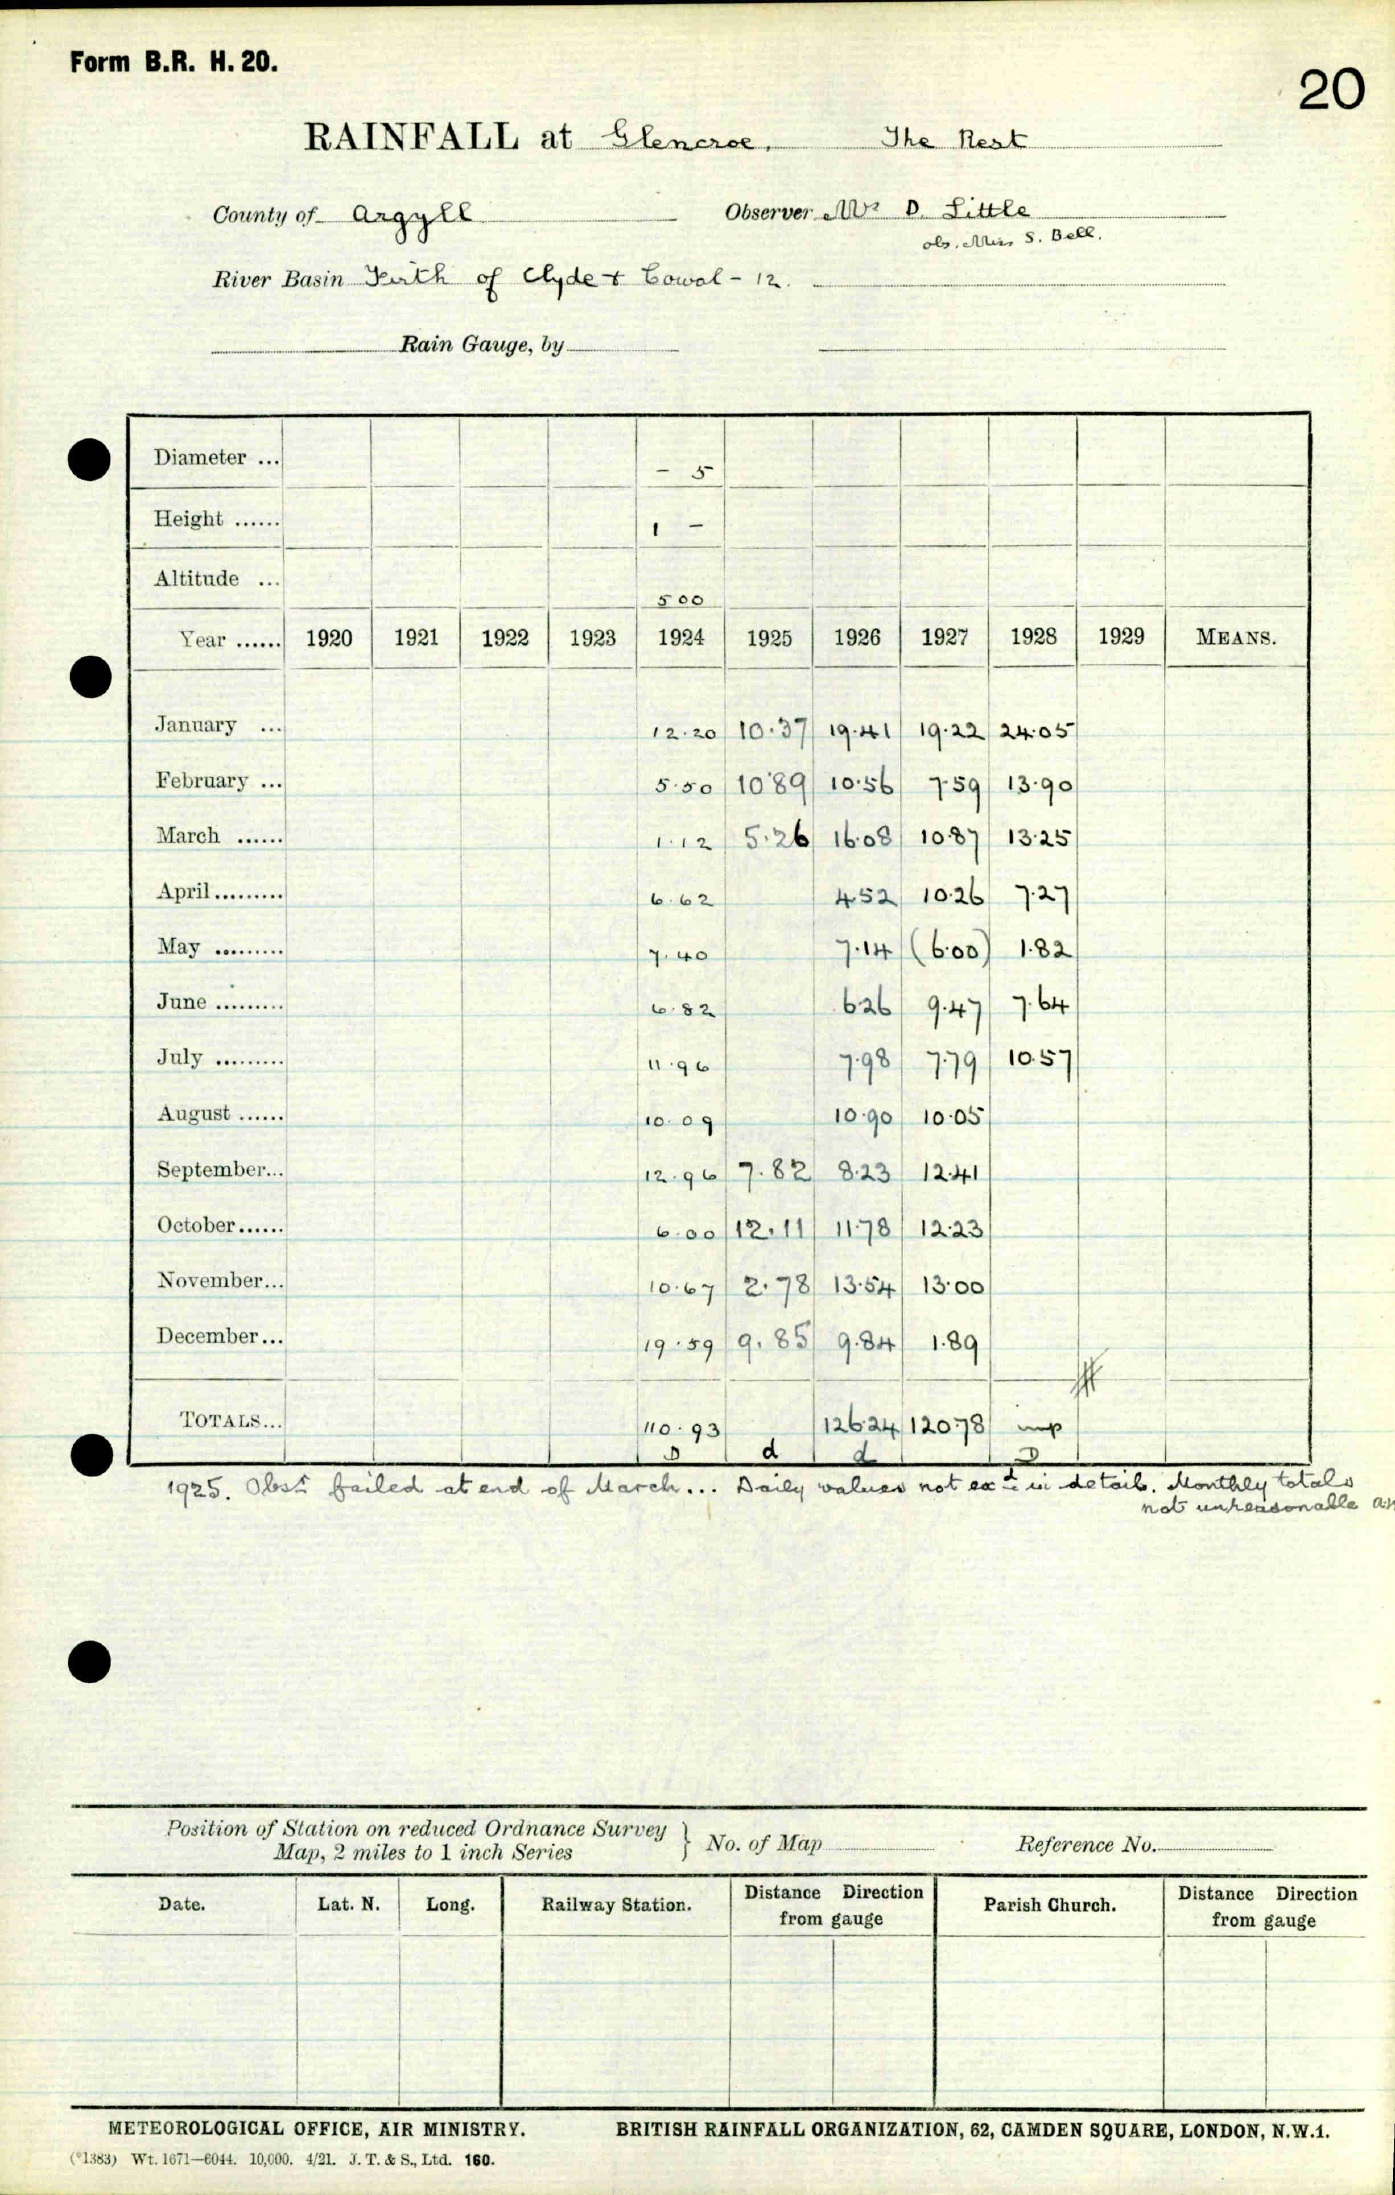 Form B.R. H. 20.
20
RAINFALL at Glencroe, The Rest
County of Argyll Observer Mrs D. Little
obs. Miss S. Bell.
River Basin Firth of Clyde + Cowal - 12.
Rain Gauge, by
Diameter ... - 5
Height ...... 1 -
Altitude ... 500
Year ...... 1920 1921 1922 1923 1924 1925 1926 1927 1928 1929 MEANS.
January ... 12.20 10.37 19.41 19.22 24.05
February ... 5.50 10.89 10.56 7.59 13.90
March ...... 1.12 5.26 16.08 10.87 13.25
April......... 6.62 4.52 10.26 7.27
May ......... 7.40 7.14 (6.00) 1.82
June ......... 6.82 6.26 9.47 7.64
July ......... 11.96 7.98 7.79 10.57
August ...... 10.09 10.90 10.05
September... 12.96 7.82 8.23 12.41
October...... 6.00 12.11 11.78 12.23
November... 10.67 2.78 13.54 13.00
December... 19.59 9.85 9.84 1.89
TOTALS... 110.93 126.24 120.78 imp
D d d D
1925. Obsr failed at end of March... Daily values not exd in detail. Monthly totals
not unreasonable
Position of Station on reduced Ordnance Survey
Map, 2 miles to 1 inch Series } No. of Map Reference No.
Date. Lat. N. Long. Railway Station. Distance Direction from gauge Parish Church. Distance Direction from gauge
METEOROLOGICAL OFFICE, AIR MINISTRY. BRITISH RAINFALL ORGANIZATION, 62, CAMDEN SQUARE, LONDON, N.W.1.
(*1383) Wt. 1671—6044. 10,000. 4/21. J. T. & S., Ltd. 160.